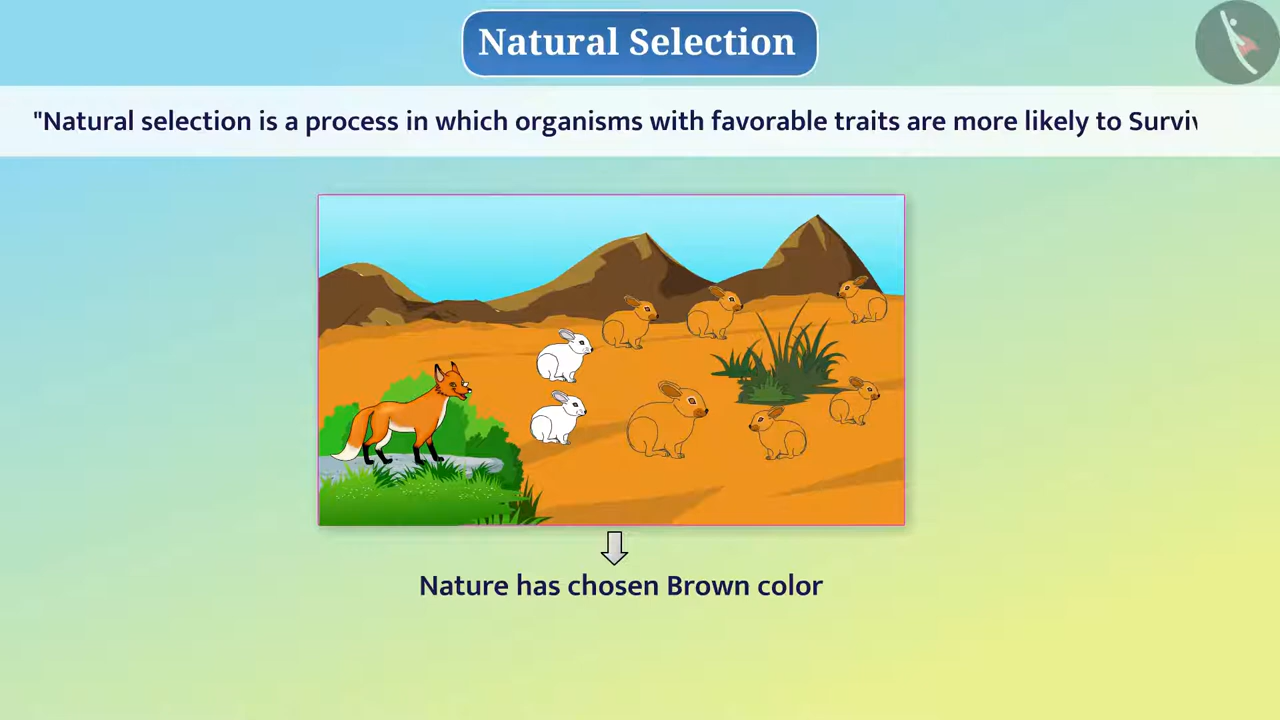 Natural Selection
"Natural selection is a process in which organisms with favorable traits are more likely to Surviv
Nature has chosen Brown color